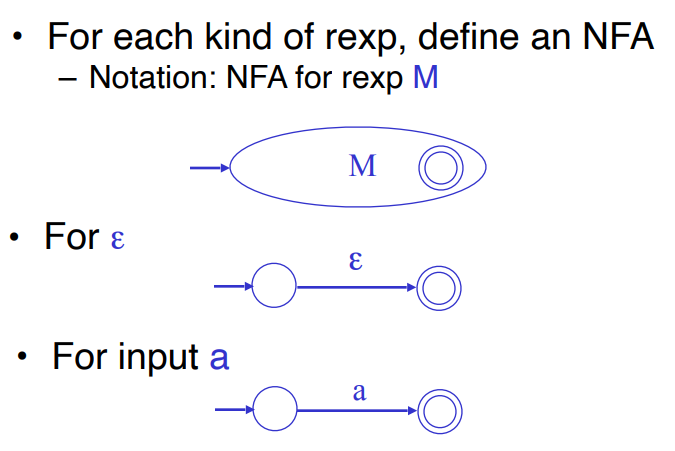 • For each kind of rexp, define an NFA
– Notation: NFA for rexp M
M
• For ε
ε
• For input a
a